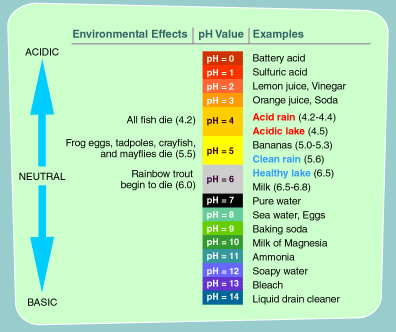 Environmental Effects pH Value Examples
ACIDIC
pH = 0 Battery acid
pH = 1 Sulfuric acid
pH = 2 Lemon juice, Vinegar
pH = 3 Orange juice, Soda
All fish die (4.2) pH = 4 Acid rain (4.2-4.4)
Acidic lake (4.5)
Frog eggs, tadpoles, crayfish,
and mayflies die (5.5)
pH = 5 Bananas (5.0-5.3)
Clean rain (5.6)
NEUTRAL
Rainbow trout
begin to die (6.0)
pH = 6 Healthy lake (6.5)
Milk (6.5-6.8)
pH = 7 Pure water
pH = 8 Sea water, Eggs
pH = 9 Baking soda
pH = 10 Milk of Magnesia
pH = 11 Ammonia
pH = 12 Soapy water
pH = 13 Bleach
pH = 14 Liquid drain cleaner
BASIC